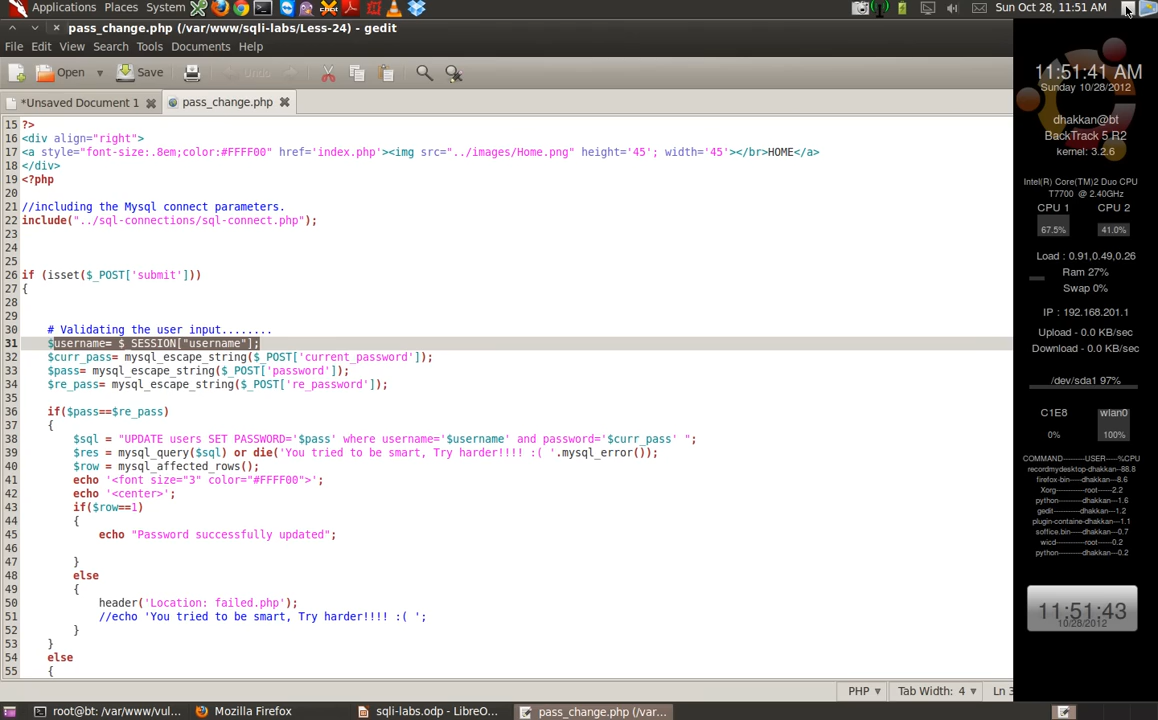 Applications Places System
Sun Oct 28, 11:51 AM
pass_change.php (/var/www/sqli-labs/Less-24) - gedit
File Edit View Search Tools Documents Help
Open Save Undo
*Unsaved Document 1 pass_change.php
15 ?>
16 <div align="right">
17 <a style="font-size:.8em;color:#FFFF00" href='index.php'><img src="../images/Home.png" height='45'; width='45'></br>HOME</a>
18 </div>
19 <?php
20
21 //including the Mysql connect parameters.
22 include("../sql-connections/sql-connect.php");
23
24
25
26 if (isset($_POST['submit']))
27 {
28
29
30 # Validating the user input........
31 $username= $_SESSION["username"];
32 $curr_pass= mysql_escape_string($_POST['current_password']);
33 $pass= mysql_escape_string($_POST['password']);
34 $re_pass= mysql_escape_string($_POST['re_password']);
35
36 if($pass==$re_pass)
37 {
38 $sql = "UPDATE users SET PASSWORD='$pass' where username='$username' and password='$curr_pass' ";
39 $res = mysql_query($sql) or die('You tried to be smart, Try harder!!!! :( '.mysql_error());
40 $row = mysql_affected_rows();
41 echo '<font size="3" color="#FFFF00">';
42 echo '<center>';
43 if($row==1)
44 {
45 echo "Password successfully updated";
46
47 }
48 else
49 {
50 header('Location: failed.php');
51 //echo 'You tried to be smart, Try harder!!!! :( ';
52 }
53 }
54 else
55 {
PHP Tab Width: 4 Ln 3
root@bt: /var/www/vul... Mozilla Firefox sqli-labs.odp - LibreO... pass_change.php (/var...
11:51:41 AM
Sunday 10/28/2012
dhakkan@bt
BackTrack 5 R2
kernel: 3.2.6
Intel(R) Core(TM)2 Duo CPU
T7700 @ 2.40GHz
CPU 1 CPU 2
67.5% 41.0%
Load : 0.91,0.49,0.26
Ram 27%
Swap 0%
IP : 192.168.201.1
Upload - 0.0 KB/sec
Download - 0.0 KB/sec
/dev/sda1 97%
C1E8 wlan0
0% 100%
COMMAND--------USER-----%CPU
recordmydesktop-dhakkan--88.8
firefox-bin-----dhakkan---8.6
Xorg-----------root-----2.2
python---------dhakkan---1.6
gedit----------dhakkan---1.2
plugin-containe-dhakkan---1.1
soffice.bin----dhakkan---0.7
wicd-----------root-----0.2
python---------dhakkan---0.2
11:51:43
10/28/2012